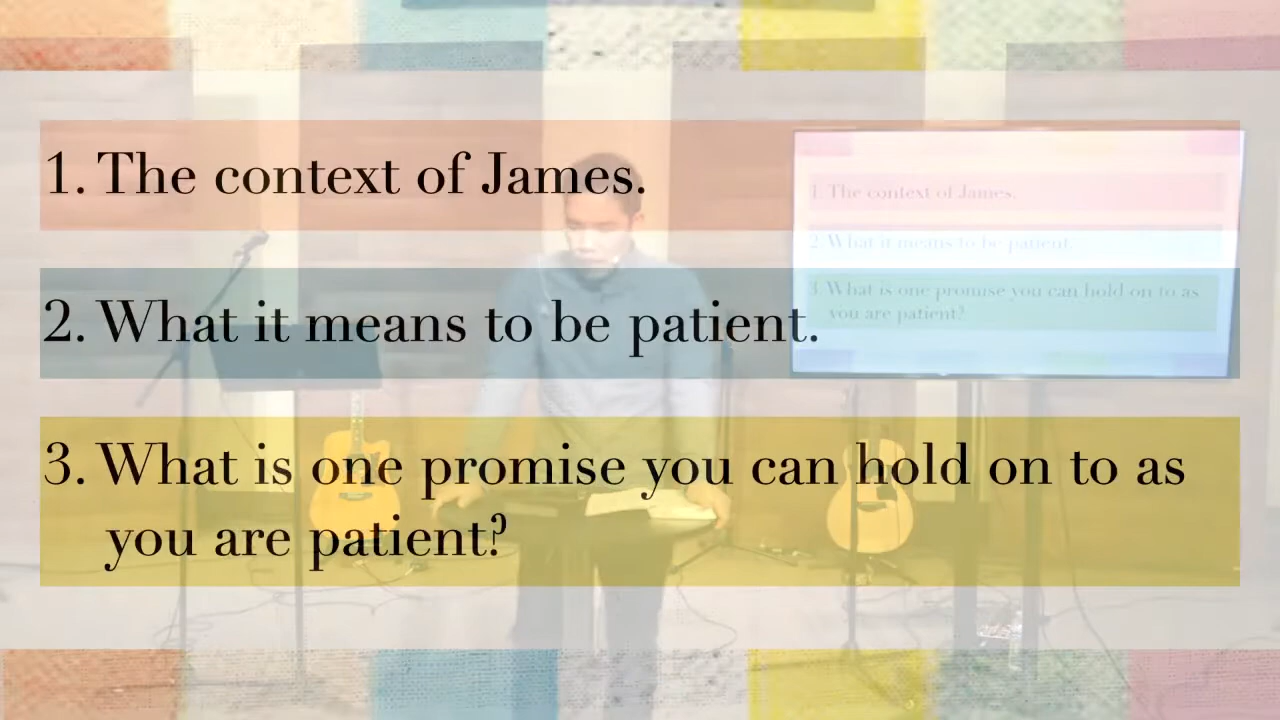 1. The context of James.
2. What it means to be patient.
3. What is one promise you can hold on to as
you are patient?
1. The context of James.
2. What it means to be patient.
3. What is one promise you can hold on to as
you are patient?